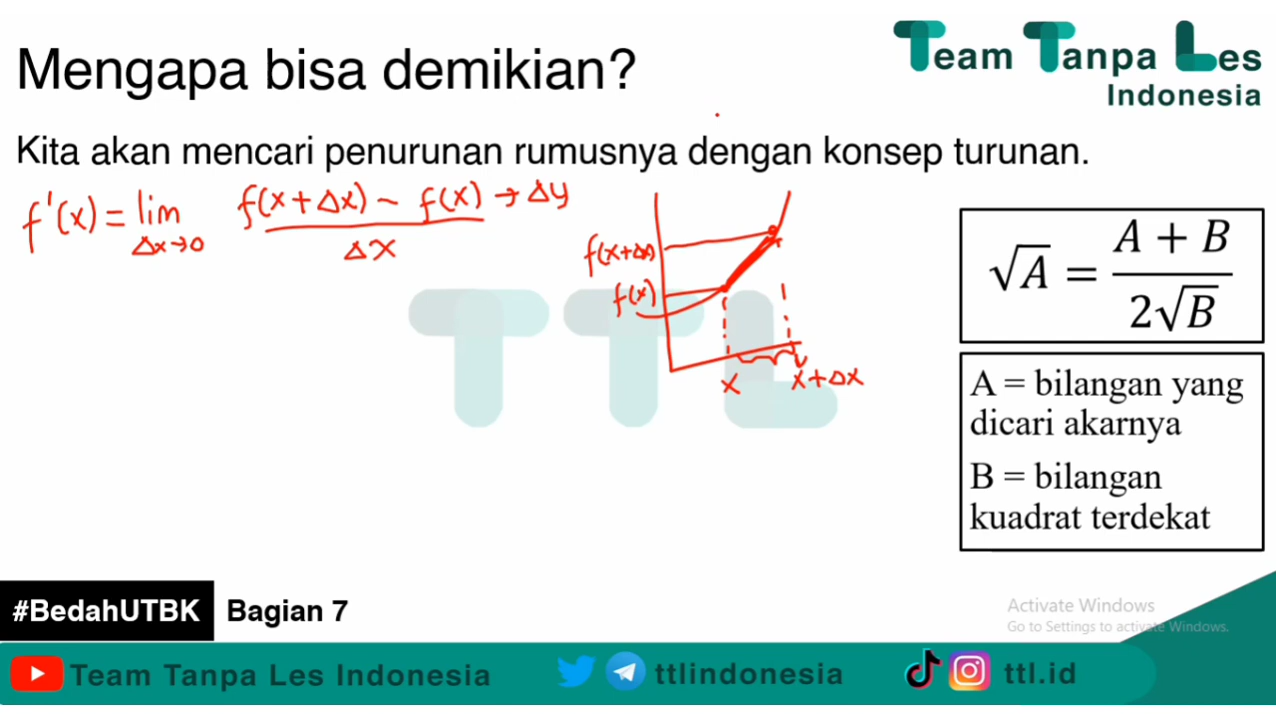 Mengapa bisa demikian?
Team Tanpa Les
Indonesia
Kita akan mencari penurunan rumusnya dengan konsep turunan.
f'(x) = lim f(x+Δx) - f(x) → Δy
Δx→0 Δx
f(x+Δx)
f(x)
x x+Δx
√A = A + B
2√B
A = bilangan yang
dicari akarnya
B = bilangan
kuadrat terdekat
TTL
#BedahUTBK Bagian 7
Activate Windows
Go to Settings to activate Windows.
Team Tanpa Les Indonesia ttlindonesia ttl.id